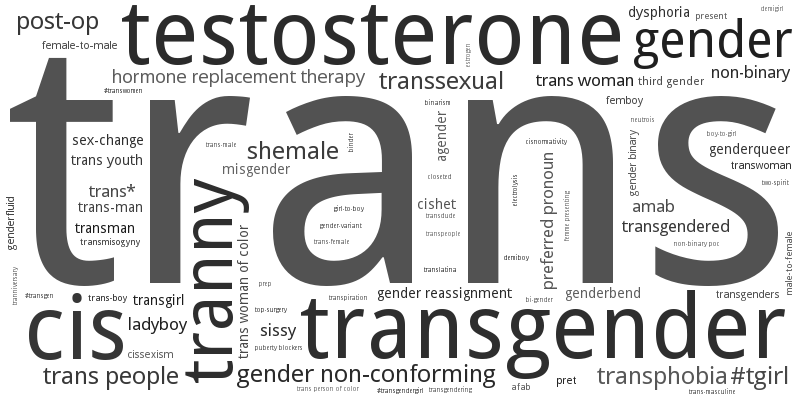 post-op
testosterone
dysphoria
present
demigirl
female-to-male
estrogen
gender
hormone replacement therapy
transsexual
trans woman
third gender
non-binary
#transwomen
trans
binarism
femboy
sex-change
trans-male
shemale
binder
agender
cisnormativity
neutrois
boy-to-girl
genderqueer
trans youth
misgender
closeted
preferred pronoun
gender binary
transwoman
two-spirit
trans*
trans-man
girl-to-boy
cishet
electrolysis
femme presenting
amab
genderfluid
transman
gender-variant
transdude
transgendered
transmisogyny
trans-female
transpeople
non-binary poc
male-to-female
tranny
trans woman of color
translatina
demiboy
tranniversary
#transgen
trans-boy
transgirl
prep
transpiration
gender reassignment
bi-gender
genderbend
transgenders
cis
ladyboy
top-surgery
sissy
transgender
cissexism
puberty blockers
trans people
gender non-conforming
trans person of color
#transgendergirl
transgendering
afab
pret
transphobia
#tgirl
trans-masculine